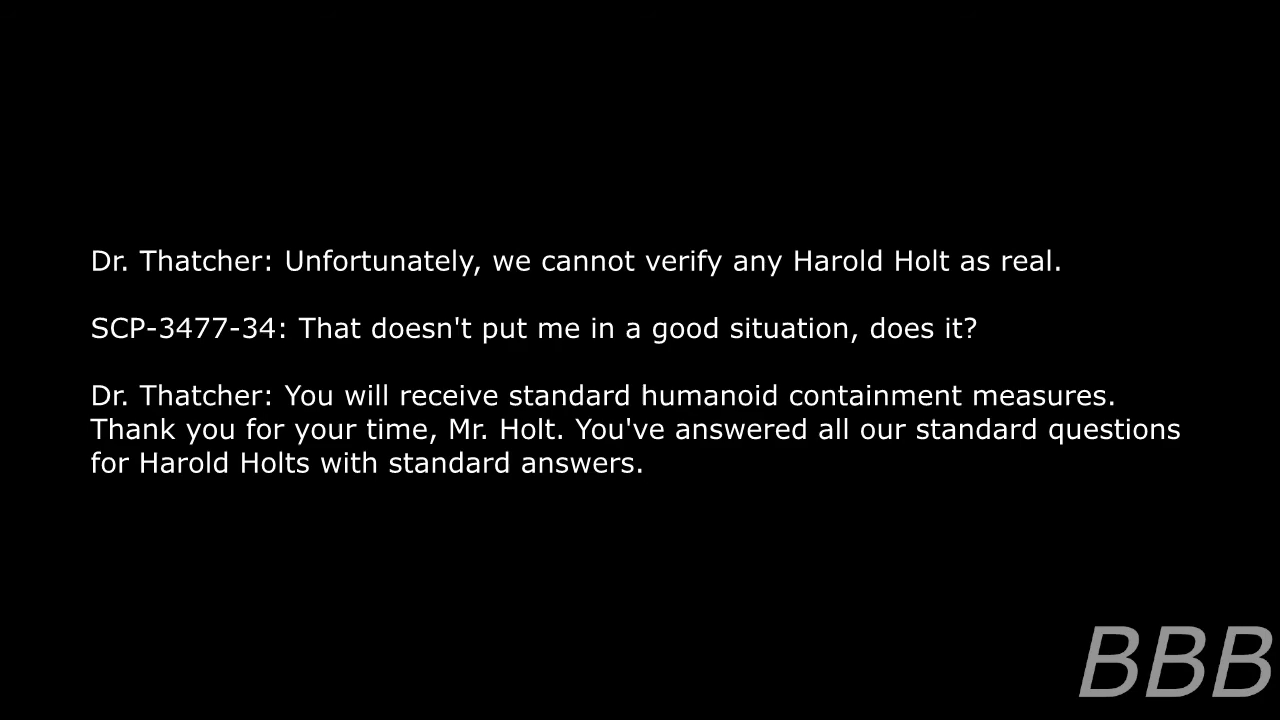 Dr. Thatcher: Unfortunately, we cannot verify any Harold Holt as real.
SCP-3477-34: That doesn't put me in a good situation, does it?
Dr. Thatcher: You will receive standard humanoid containment measures.
Thank you for your time, Mr. Holt. You've answered all our standard questions
for Harold Holts with standard answers.
BBB